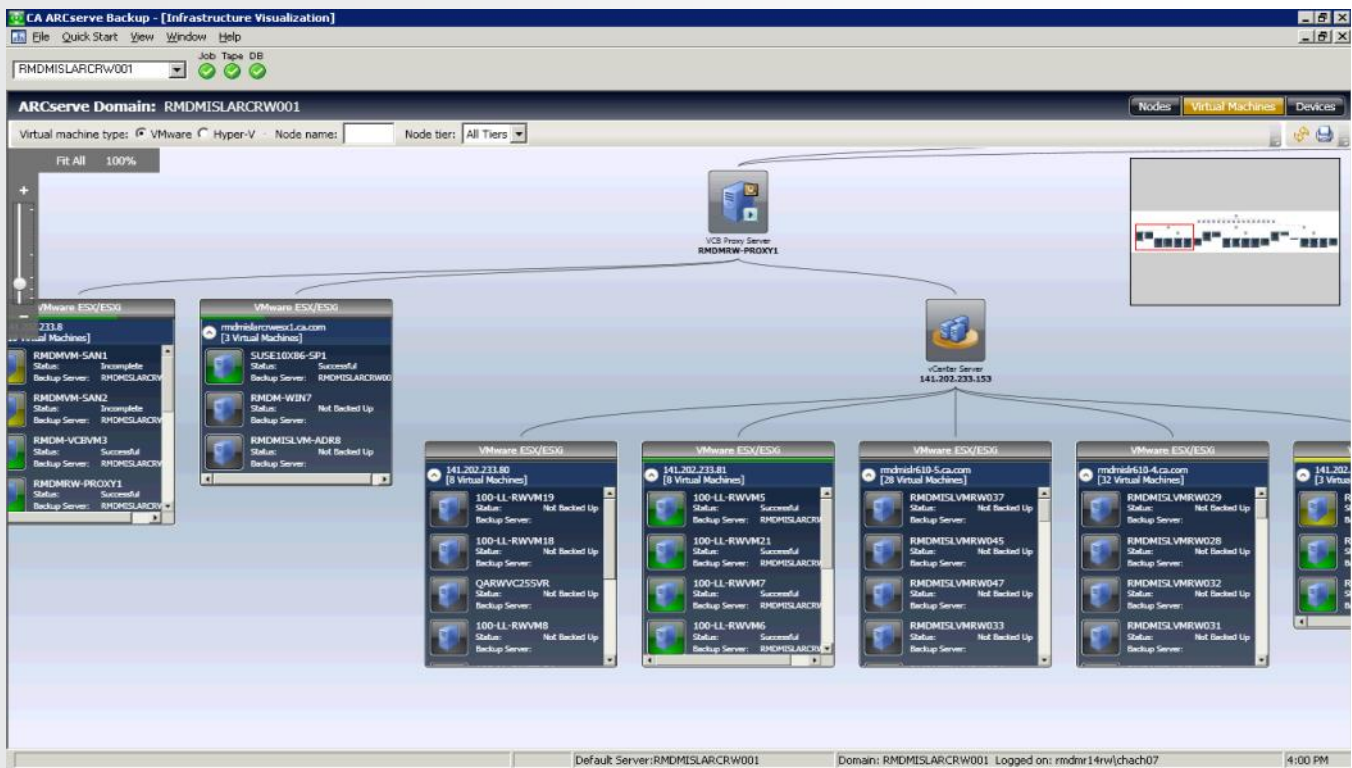 CA ARCserve Backup - [Infrastructure Visualization]
File Quick Start View Window Help
Job Tape DB
RMDMISLARCRW001
ARCserve Domain: RMDMISLARCRW001
Nodes Virtual Machines Devices
Virtual machine type: VMware Hyper-V Node name: Node tier: All Tiers
Fit All 100%
VCB Proxy Server
RMDMRW-PROXY1
VMware ESX/ESXi
233.8
Machines]
RMDMVM-SAN1
Status: Incomplete
Backup Server: RMDMISLARCRW
RMDMVM-SAN2
Status: Incomplete
Backup Server: RMDMISLARCRW
RMDM-VCBVM3
Status: Successful
Backup Server: RMDMISLARCRW
RMDMRW-PROXY1
Status: Successful
Backup Server: RMDMISLARCRW
VMware ESX/ESXi
rmdmislarcrwesx1.ca.com
[3 Virtual Machines]
SUSE10X86-SP1
Status: Successful
Backup Server: RMDMISLARCRW00
RMDM-WIN7
Status: Not Backed Up
Backup Server:
RMDMISLVM-ADR8
Status: Not Backed Up
Backup Server:
vCenter Server
141.202.233.153
VMware ESX/ESXi
141.202.233.80
[8 Virtual Machines]
100-LL-RWVM19
Status: Not Backed Up
Backup Server:
100-LL-RWVM18
Status: Not Backed Up
Backup Server:
QARWVC255VR
Status: Not Backed Up
Backup Server:
100-LL-RWVM8
Status: Not Backed Up
Backup Server:
VMware ESX/ESXi
141.202.233.81
[8 Virtual Machines]
100-LL-RWVM5
Status: Successful
Backup Server: RMDMISLARCRW
100-LL-RWVM21
Status: Successful
Backup Server: RMDMISLARCRW
100-LL-RWVM7
Status: Successful
Backup Server: RMDMISLARCRW
100-LL-RWVM6
Status: Successful
Backup Server: RMDMISLARCRW
VMware ESX/ESXi
rmdmislr610-5.ca.com
[28 Virtual Machines]
RMDMISLVMRW037
Status: Not Backed Up
Backup Server:
RMDMISLVMRW045
Status: Not Backed Up
Backup Server:
RMDMISLVMRW047
Status: Not Backed Up
Backup Server:
RMDMISLVMRW033
Status: Not Backed Up
Backup Server:
VMware ESX/ESXi
rmdmislr610-4.ca.com
[32 Virtual Machines]
RMDMISLVMRW029
Status: Not Backed Up
Backup Server:
RMDMISLVMRW028
Status: Not Backed Up
Backup Server:
RMDMISLVMRW032
Status: Not Backed Up
Backup Server:
RMDMISLVMRW031
Status: Not Backed Up
Backup Server:
141.202.
[3 Virtua
Default Server:RMDMISLARCRW001
Domain: RMDMISLARCRW001 Logged on: rmdmr14rw\chach07
4:00 PM